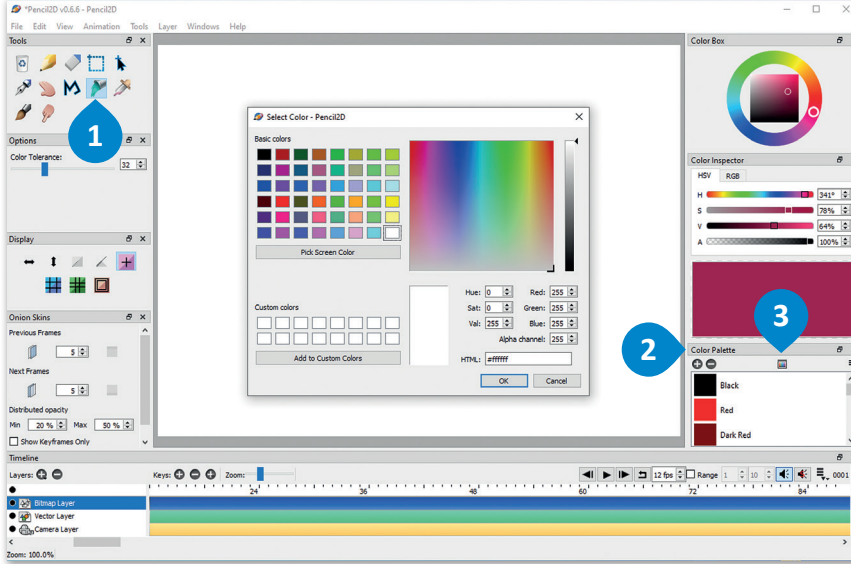 *Pencil2D v0.6.6 - Pencil2D
File Edit View Animation Tools Layer Windows Help
Tools
1
Options
Color Tolerance:
32
Display
Onion Skins
Previous Frames
5
Next Frames
5
Distributed opacity
Min 20 % Max 50 %
Show Keyframes Only
Select Color - Pencil2D
Basic colors
Pick Screen Color
Custom colors
Add to Custom Colors
Hue: 0 Red: 255
Sat: 0 Green: 255
Val: 255 Blue: 255
Alpha channel: 255
HTML: #ffffff
OK Cancel
Color Box
Color Inspector
HSV RGB
H 341°
S 78%
V 64%
A 100%
3
2
Color Palette
Black
Red
Dark Red
Timeline
Layers: Keys: Zoom: 12 fps Range 1 10 0001
24 36 48 60 72 84
Bitmap Layer
Vector Layer
Camera Layer
Zoom: 100.0%